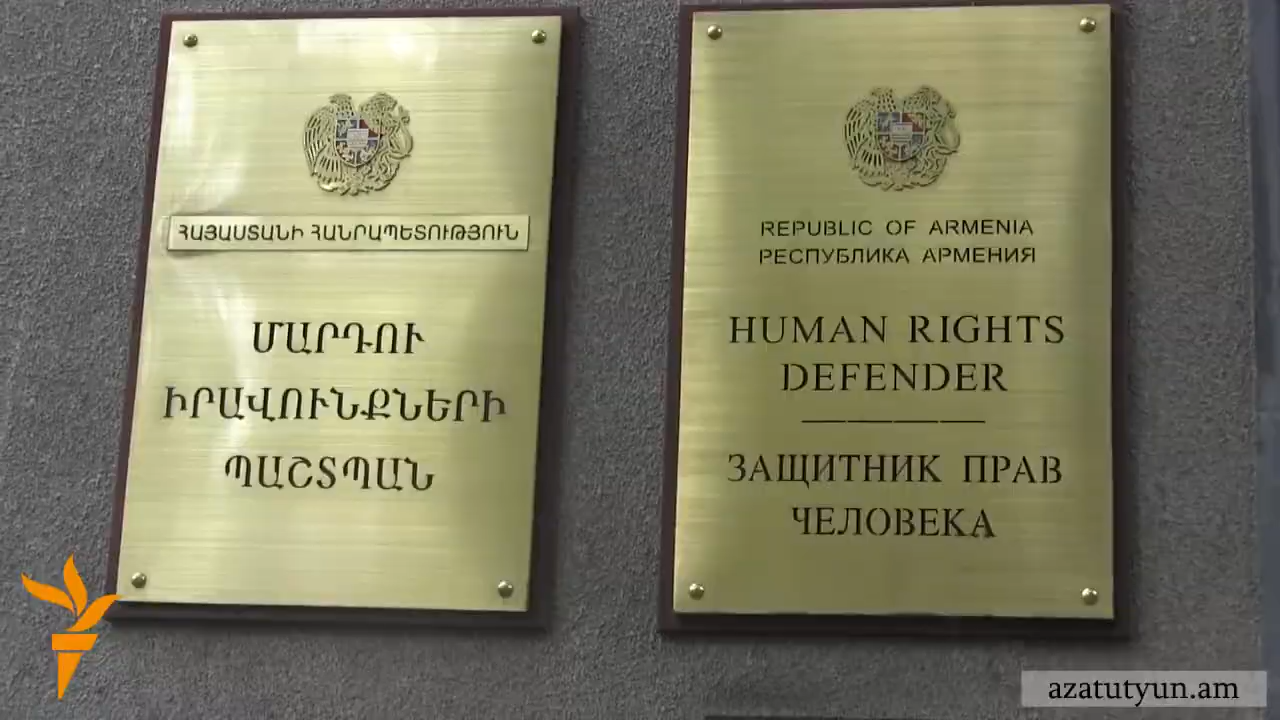 ՀԱՅԱՍՏԱՆԻ ՀԱՆՐԱՊԵՏՈՒԹՅՈՒՆ
ՄԱՐԴՈՒ
ԻՐԱՎՈՒՆՔՆԵՐԻ
ՊԱՇՏՊԱՆ
REPUBLIC OF ARMENIA
РЕСПУБЛИКА АРМЕНИЯ
HUMAN RIGHTS
DEFENDER
ЗАЩИТНИК ПРАВ
ЧЕЛОВЕКА
azatutyun.am